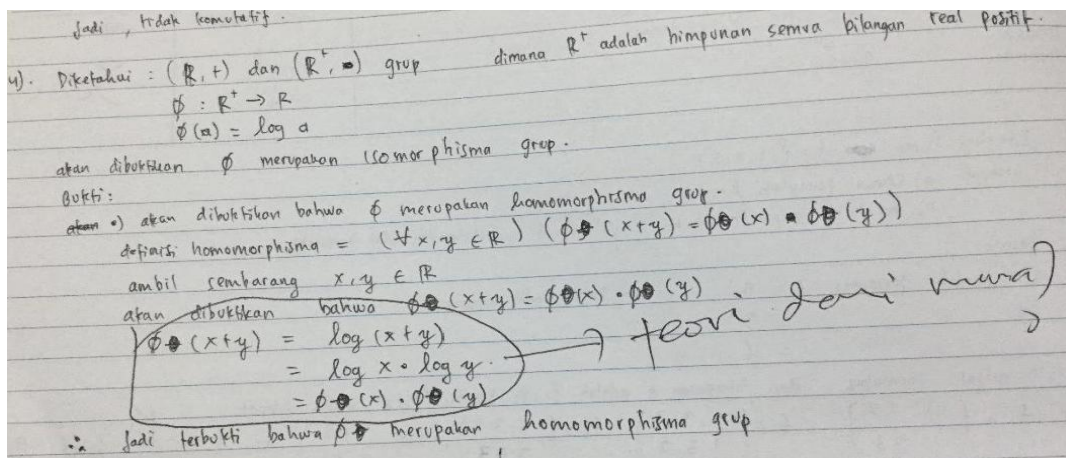 Jadi, tidak komutatif.
4). Diketahui : (R, +) dan (R⁺, •) grup dimana R⁺ adalah himpunan semua bilangan real positif.
ϕ : R⁺ → R
ϕ(a) = log a
akan dibuktikan ϕ merupakan isomorphisma grup.
Bukti:
•) akan dibuktikan bahwa ϕ merupakan homomorphisma grup.
definisi homomorphisma = (∀ x, y ∈ R) (ϕ (x+y) = ϕ (x) • ϕ (y))
ambil sembarang x, y ∈ R
akan dibuktikan bahwa ϕ (x+y) = ϕ(x) • ϕ (y)
ϕ (x+y) = log (x+y) → teori dari mana
= log x • log y.
= ϕ (x) . ϕ (y)
∴ Jadi terbukti bahwa ϕ merupakan homomorphisma grup